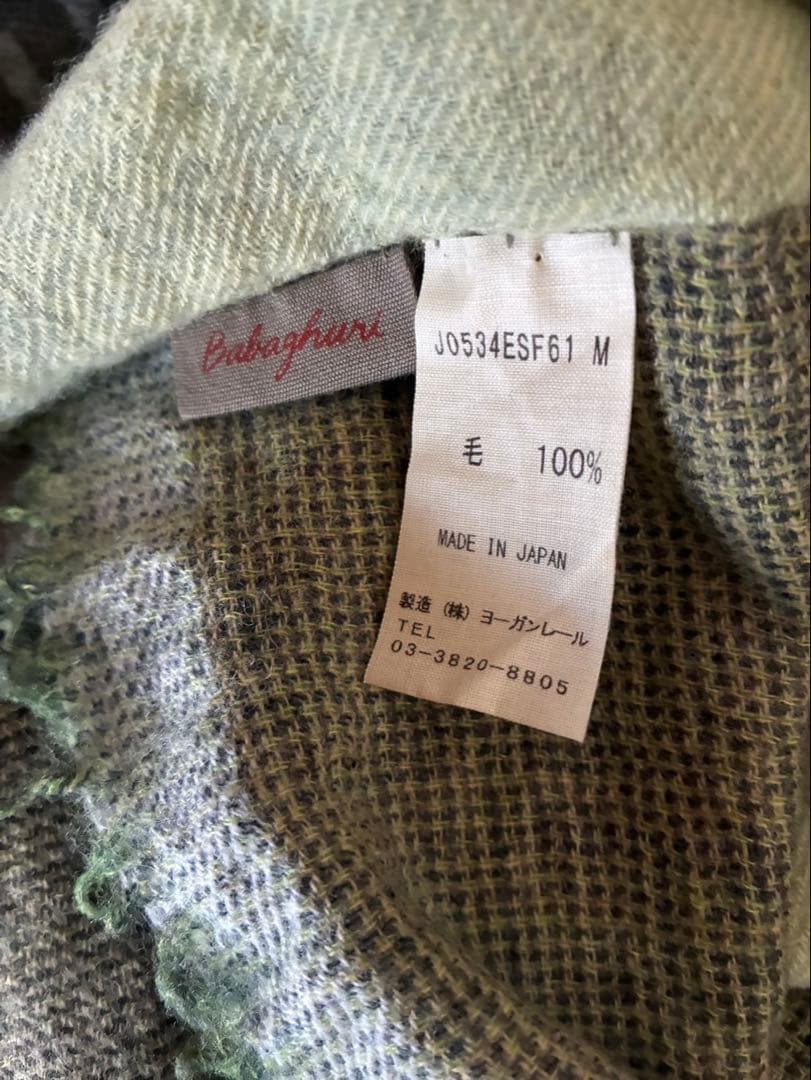 Babaghuri
J0534ESF61 M
毛 100%
MADE IN JAPAN
製造 (株) ヨーガンレール
TEL
03-3820-8805